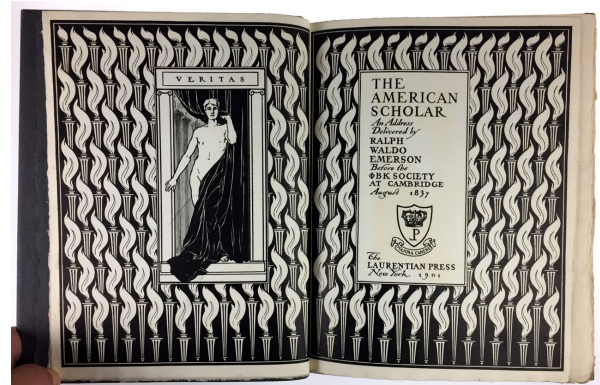 VERITAS
THE
AMERICAN
SCHOLAR
An Address
Delivered by
RALPH
WALDO
EMERSON
Before the
ΦBK SOCIETY
AT CAMBRIDGE
August 1837
P
The
LAURENTIAN PRESS
New York 1901